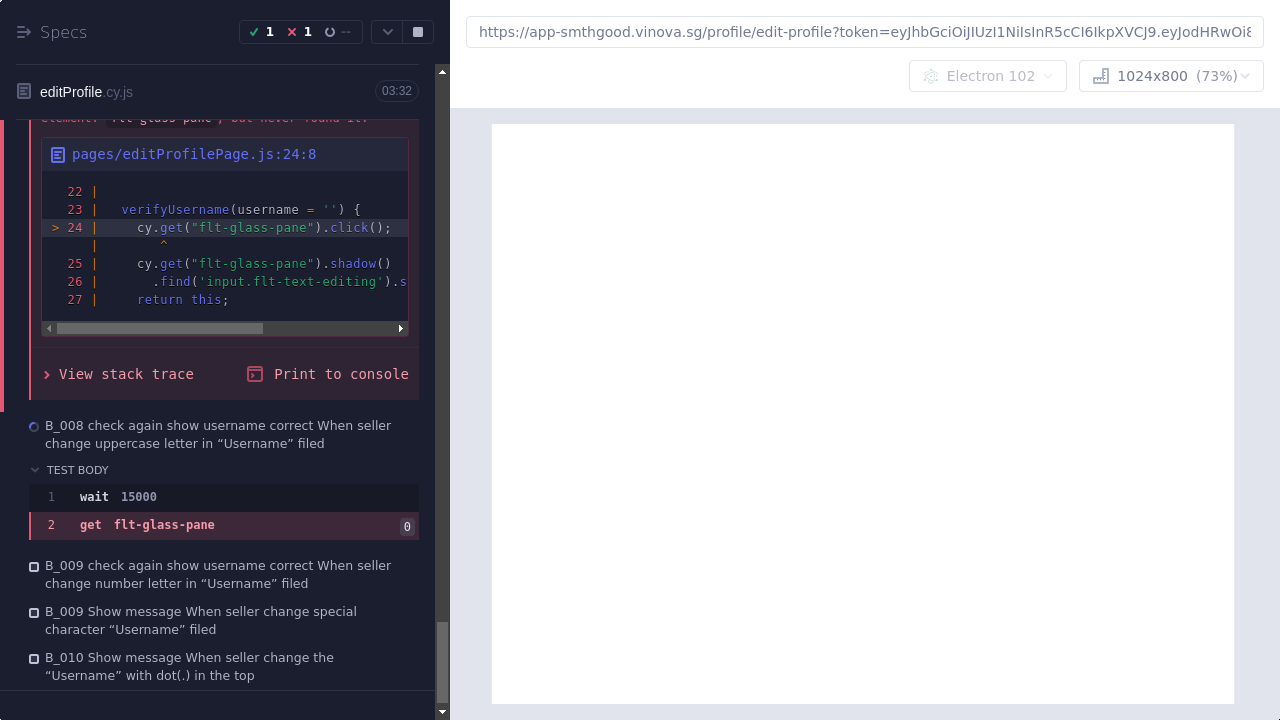 Specs
1 1 --
editProfile.cy.js 03:32
element: flt-glass-pane, but never found it.
pages/editProfilePage.js:24:8
22 |
23 | verifyUsername(username = '') {
> 24 | cy.get("flt-glass-pane").click();
| ^
25 | cy.get("flt-glass-pane").shadow()
26 | .find('input.flt-text-editing').s
27 | return this;
View stack trace
Print to console
B_008 check again show username correct When seller
change uppercase letter in “Username” filed
TEST BODY
1 wait 15000
2 get flt-glass-pane 0
B_009 check again show username correct When seller
change number letter in “Username” filed
B_009 Show message When seller change special
character “Username” filed
B_010 Show message When seller change the
“Username” with dot(.) in the top
https://app-smthgood.vinova.sg/profile/edit-profile?token=eyJhbGciOiJIUzI1NiIsInR5cCI6IkpXVCJ9.eyJodHRwOi8
Electron 102
1024x800 (73%)